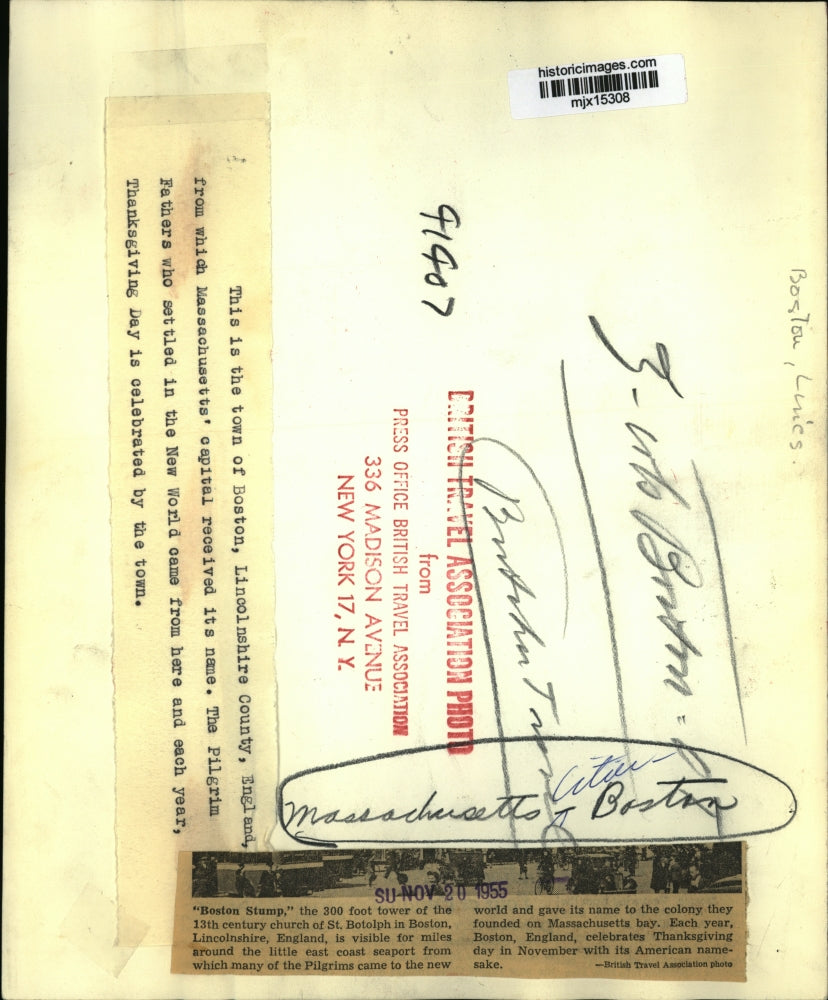 historicimages.com
mjx15308
Boston, Lincs.
91407
BRITISH TRAVEL ASSOCIATION PHOTO
from
PRESS OFFICE BRITISH TRAVEL ASSOCIATION
336 MADISON AVENUE
NEW YORK 17, N. Y.
This is the town of Boston, Lincolnshire County, England,
from which Massachusetts' capital received its name. The Pilgrim
Fathers who settled in the New World came from here and each year,
Thanksgiving Day is celebrated by the town.
Massachusetts - Boston
SU NOV 20 1955
"Boston Stump," the 300 foot tower of the
13th century church of St. Botolph in Boston,
Lincolnshire, England, is visible for miles
around the little east coast seaport from
which many of the Pilgrims came to the new
world and gave its name to the colony they
founded on Massachusetts bay. Each year,
Boston, England, celebrates Thanksgiving
day in November with its American name-
sake.
—British Travel Association photo